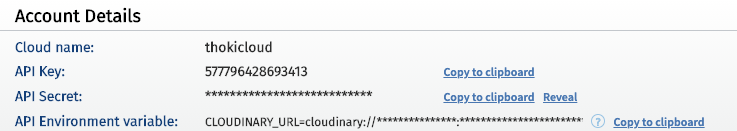 Account Details
Cloud name: thokicloud
API Key: 577796428693413 Copy to clipboard
API Secret: *************************** Copy to clipboard Reveal
API Environment variable: CLOUDINARY_URL=cloudinary://***************:*********************** ? Copy to clipboard